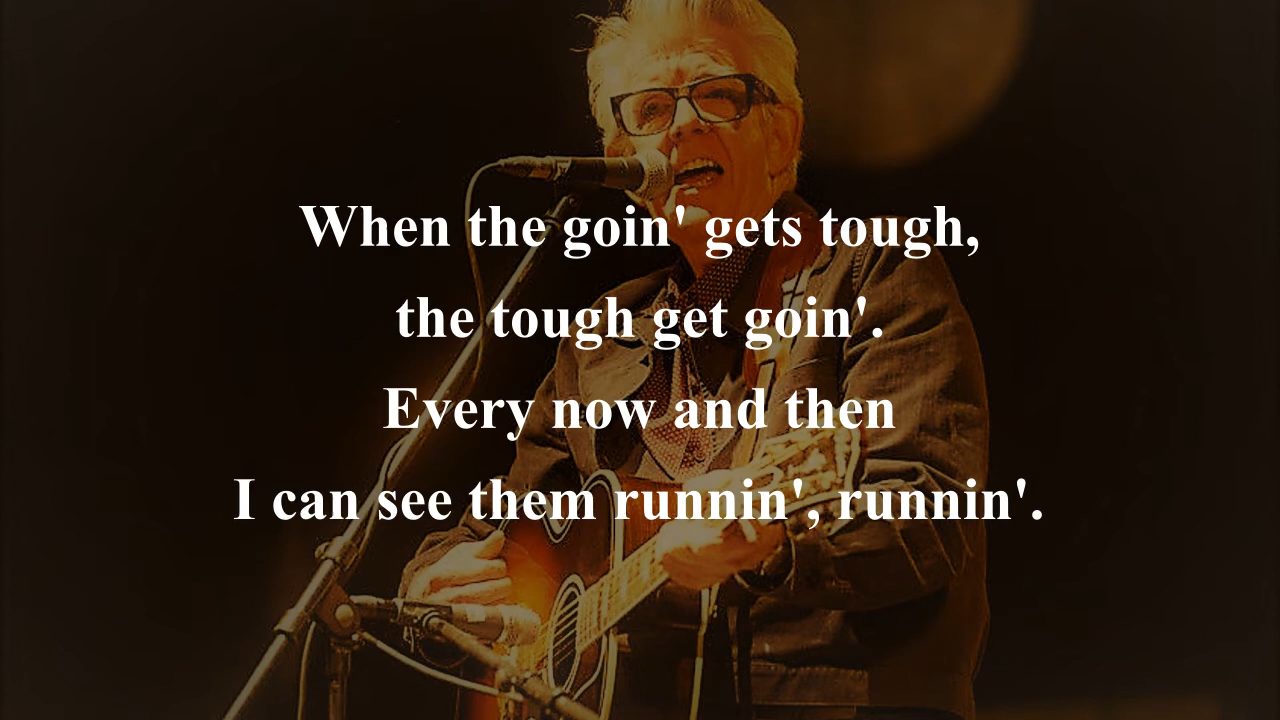 When the goin' gets tough,
the tough get goin'.
Every now and then
I can see them runnin', runnin'.